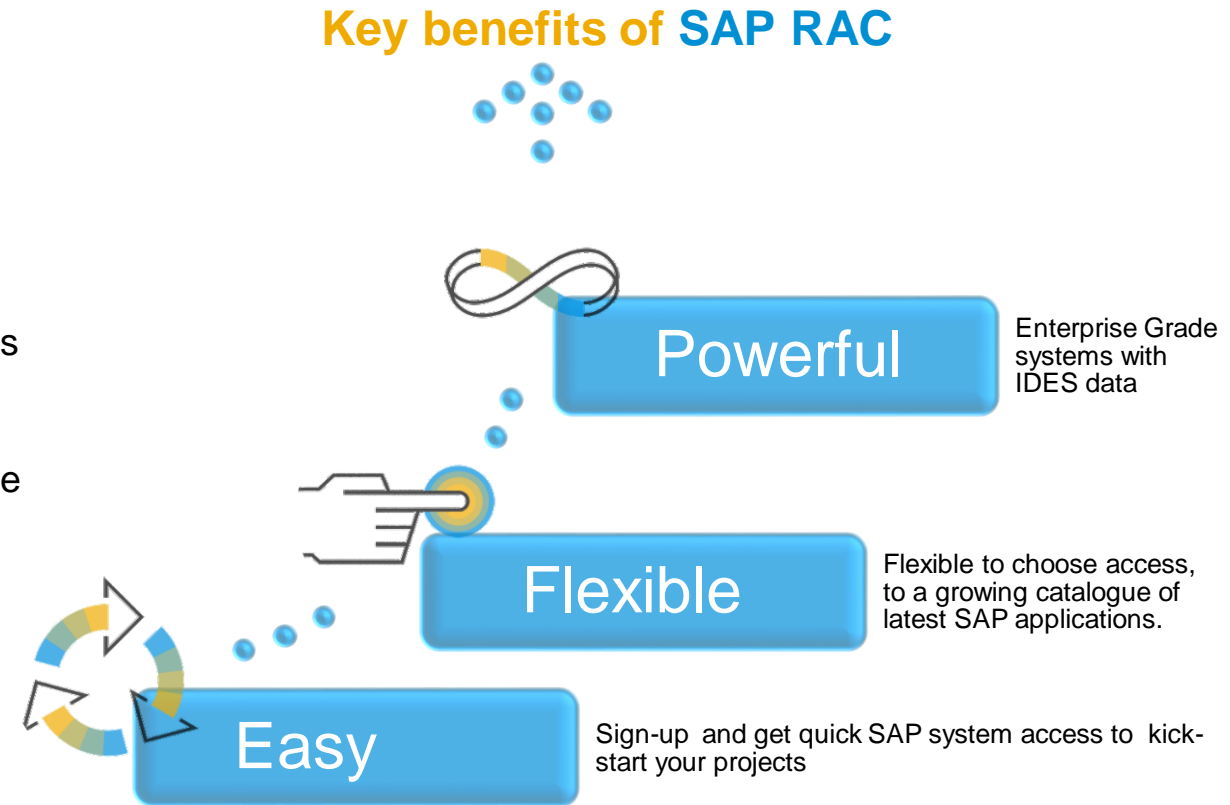 Key benefits of SAP RAC
s
Powerful
Enterprise Grade
systems with
IDES data
e
Flexible
Flexible to choose access,
to a growing catalogue of
latest SAP applications.
Easy
Sign-up and get quick SAP system access to kick-
start your projects